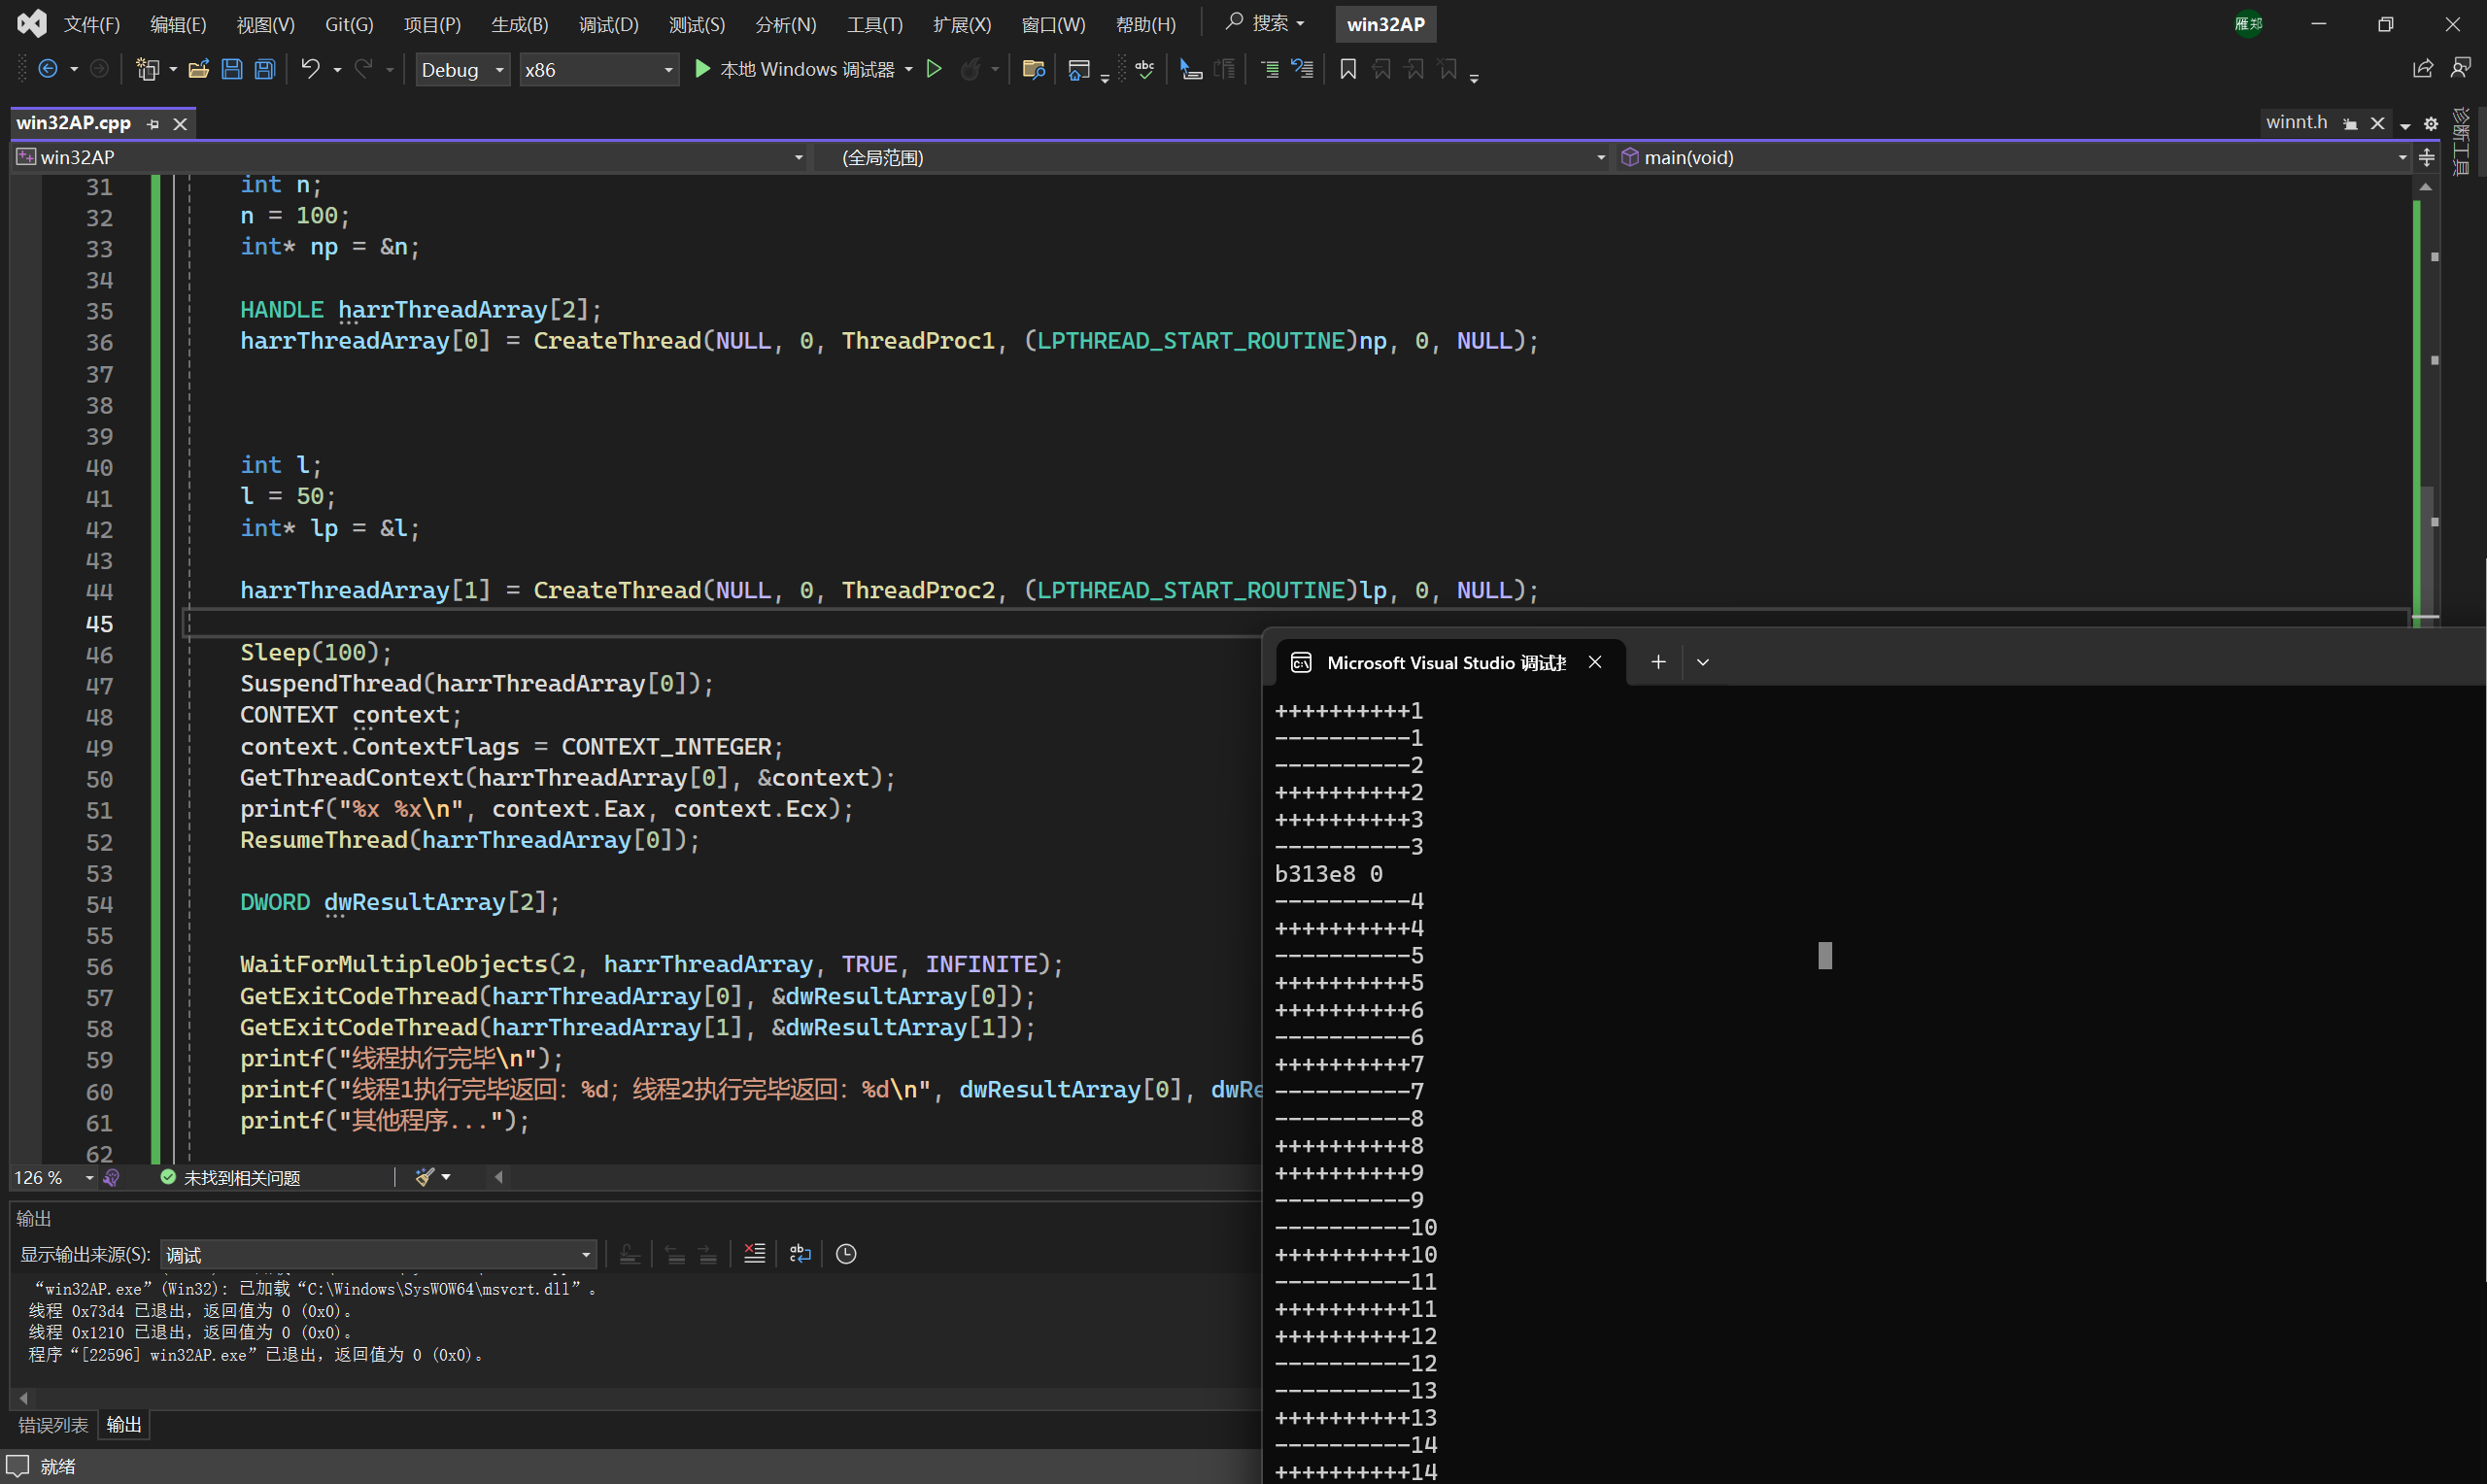 文件(F) 编辑(E) 视图(V) Git(G) 项目(P) 生成(B) 调试(D) 测试(S) 分析(N) 工具(T) 扩展(X) 窗口(W) 帮助(H) 搜索 win32AP 雁郑
Debug x86 本地 Windows 调试器
win32AP.cpp winnt.h
诊断工具
win32AP (全局范围) main(void)
31 int n;
32 n = 100;
33 int* np = &n;
34
35 HANDLE harrThreadArray[2];
36 harrThreadArray[0] = CreateThread(NULL, 0, ThreadProc1, (LPTHREAD_START_ROUTINE)np, 0, NULL);
37
38
39
40 int l;
41 l = 50;
42 int* lp = &l;
43
44 harrThreadArray[1] = CreateThread(NULL, 0, ThreadProc2, (LPTHREAD_START_ROUTINE)lp, 0, NULL);
45
46 Sleep(100);
47 SuspendThread(harrThreadArray[0]);
48 CONTEXT context;
49 context.ContextFlags = CONTEXT_INTEGER;
50 GetThreadContext(harrThreadArray[0], &context);
51 printf("%x %x\n", context.Eax, context.Ecx);
52 ResumeThread(harrThreadArray[0]);
53
54 DWORD dwResultArray[2];
55
56 WaitForMultipleObjects(2, harrThreadArray, TRUE, INFINITE);
57 GetExitCodeThread(harrThreadArray[0], &dwResultArray[0]);
58 GetExitCodeThread(harrThreadArray[1], &dwResultArray[1]);
59 printf("线程执行完毕\n");
60 printf("线程1执行完毕返回：%d；线程2执行完毕返回：%d\n", dwResultArray[0], dwRe
61 printf("其他程序...");
62
126 % 未找到相关问题
输出
显示输出来源(S): 调试
“win32AP.exe”(Win32): 已加载“C:\Windows\SysWOW64\msvcrt.dll”。
线程 0x73d4 已退出，返回值为 0 (0x0)。
线程 0x1210 已退出，返回值为 0 (0x0)。
程序“[22596] win32AP.exe”已退出，返回值为 0 (0x0)。
错误列表 输出
就绪
Microsoft Visual Studio 调试
++++++++++1
----------1
----------2
++++++++++2
++++++++++3
----------3
b313e8 0
----------4
++++++++++4
----------5
++++++++++5
++++++++++6
----------6
++++++++++7
----------7
----------8
++++++++++8
++++++++++9
----------9
----------10
++++++++++10
----------11
++++++++++11
++++++++++12
----------12
----------13
++++++++++13
----------14
++++++++++14